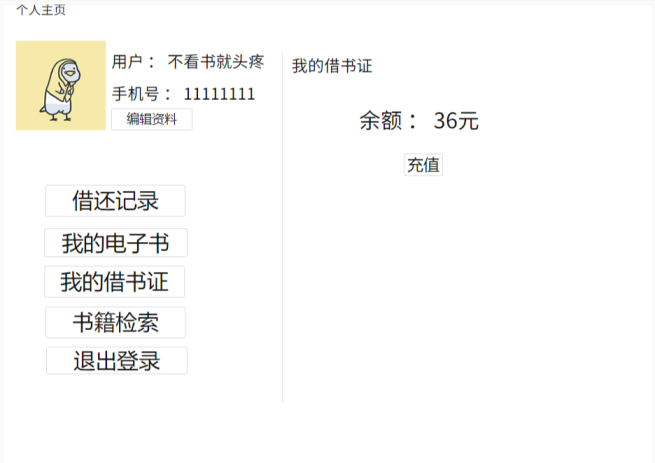 个人主页
用户： 不看书就头疼
手机号： 11111111
编辑资料
借还记录
我的电子书
我的借书证
书籍检索
退出登录
我的借书证
余额： 36元
充值